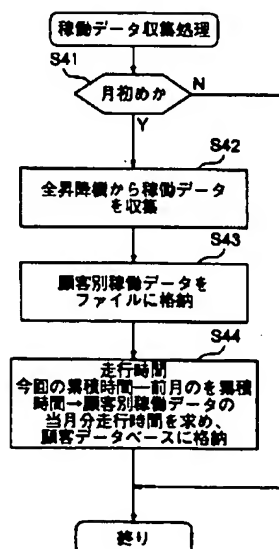 稼働データ収集処理
S41
月初めか
N
Y
S42
全昇降機から稼働データ
を収集
S43
顧客別稼働データを
ファイルに格納
S44
走行時間
今回の累積時間－前月のを累積
時間→顧客別稼働データの
当月分走行時間を求め、
顧客データベースに格納
終り